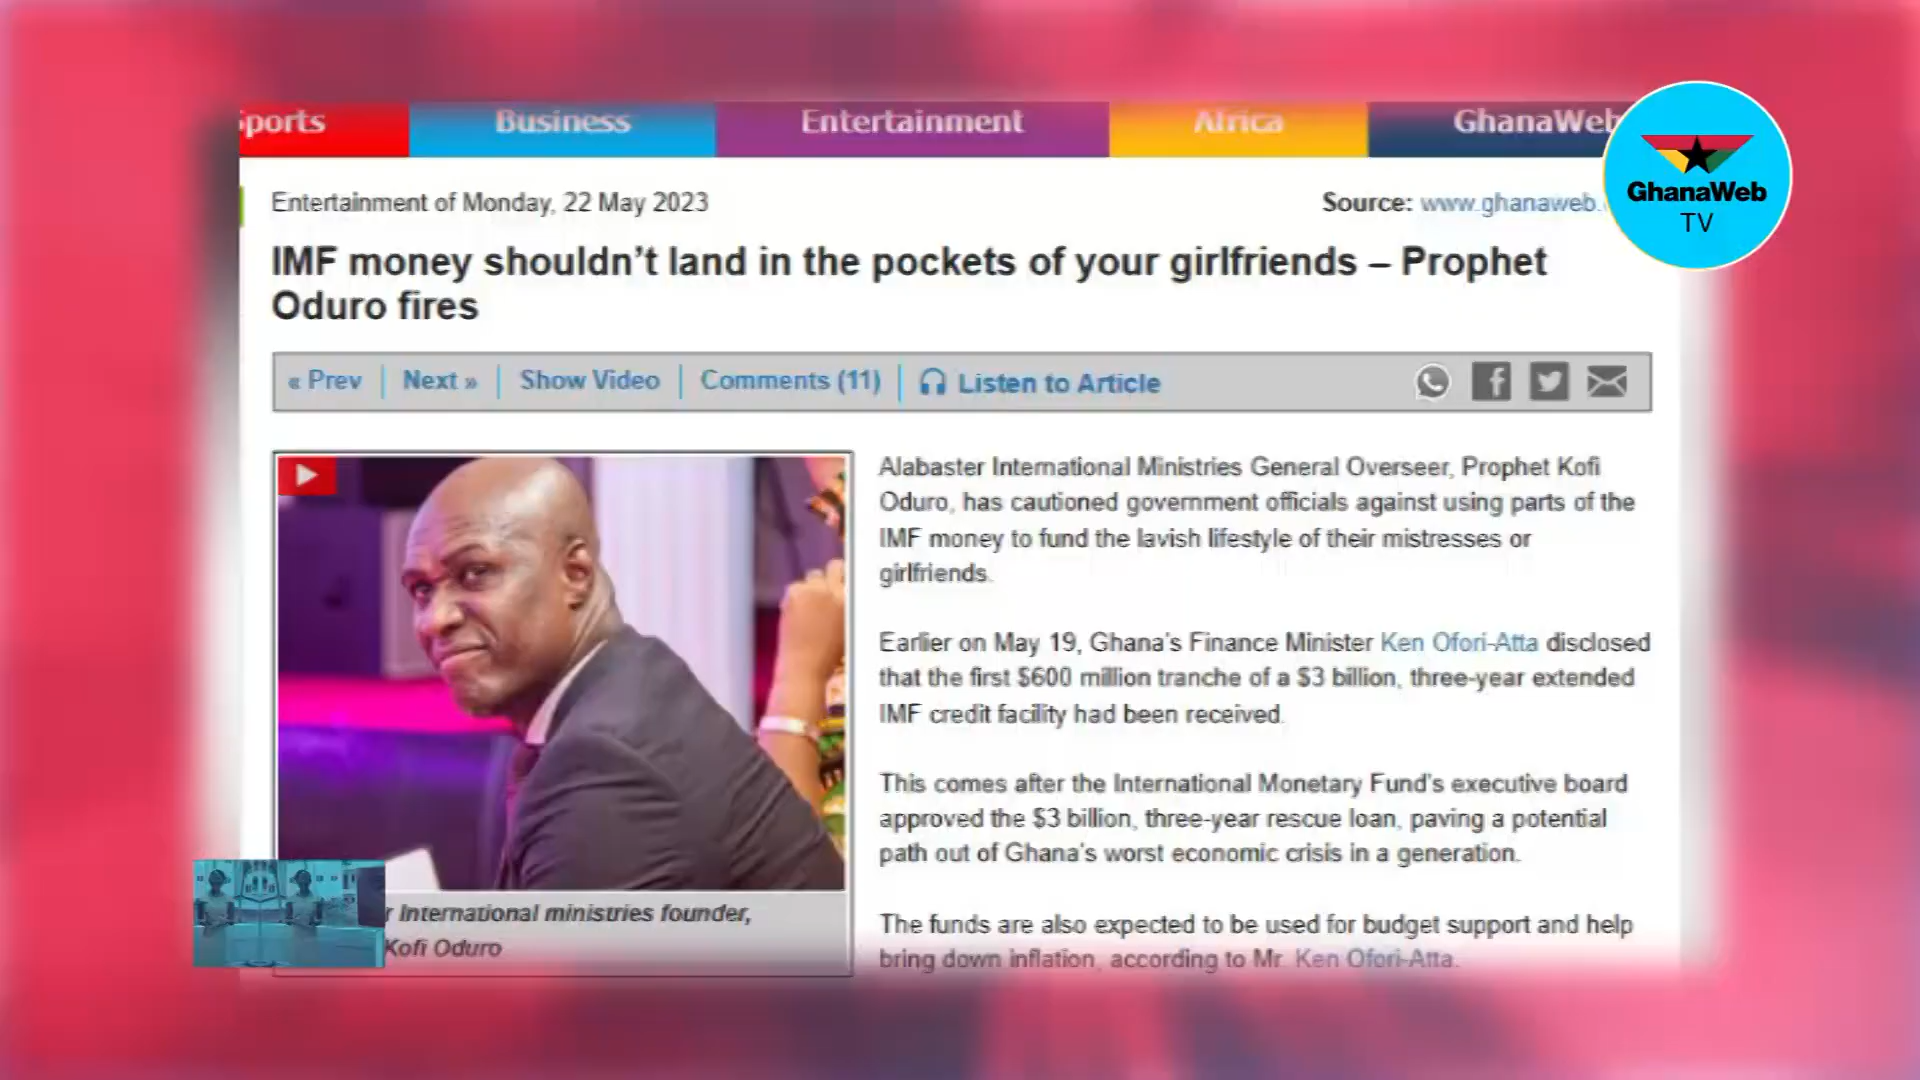 Sports
Business
Entertainment
Africa
GhanaWeb
GhanaWeb
TV
Entertainment of Monday, 22 May 2023
Source: www.ghanaweb.
IMF money shouldn't land in the pockets of your girlfriends – Prophet
Oduro fires
« Prev
Next »
Show Video
Comments (11)
Listen to Article
Alabaster International Ministries General Overseer, Prophet Kofi
Oduro, has cautioned government officials against using parts of the
IMF money to fund the lavish lifestyle of their mistresses or
girlfriends.
Earlier on May 19, Ghana's Finance Minister Ken Ofori-Atta disclosed
that the first $600 million tranche of a $3 billion, three-year extended
IMF credit facility had been received.
This comes after the International Monetary Fund's executive board
approved the $3 billion, three-year rescue loan, paving a potential
path out of Ghana's worst economic crisis in a generation.
The funds are also expected to be used for budget support and help
bring down inflation, according to Mr. Ken Ofori-Atta.
r International ministries founder,
Kofi Oduro